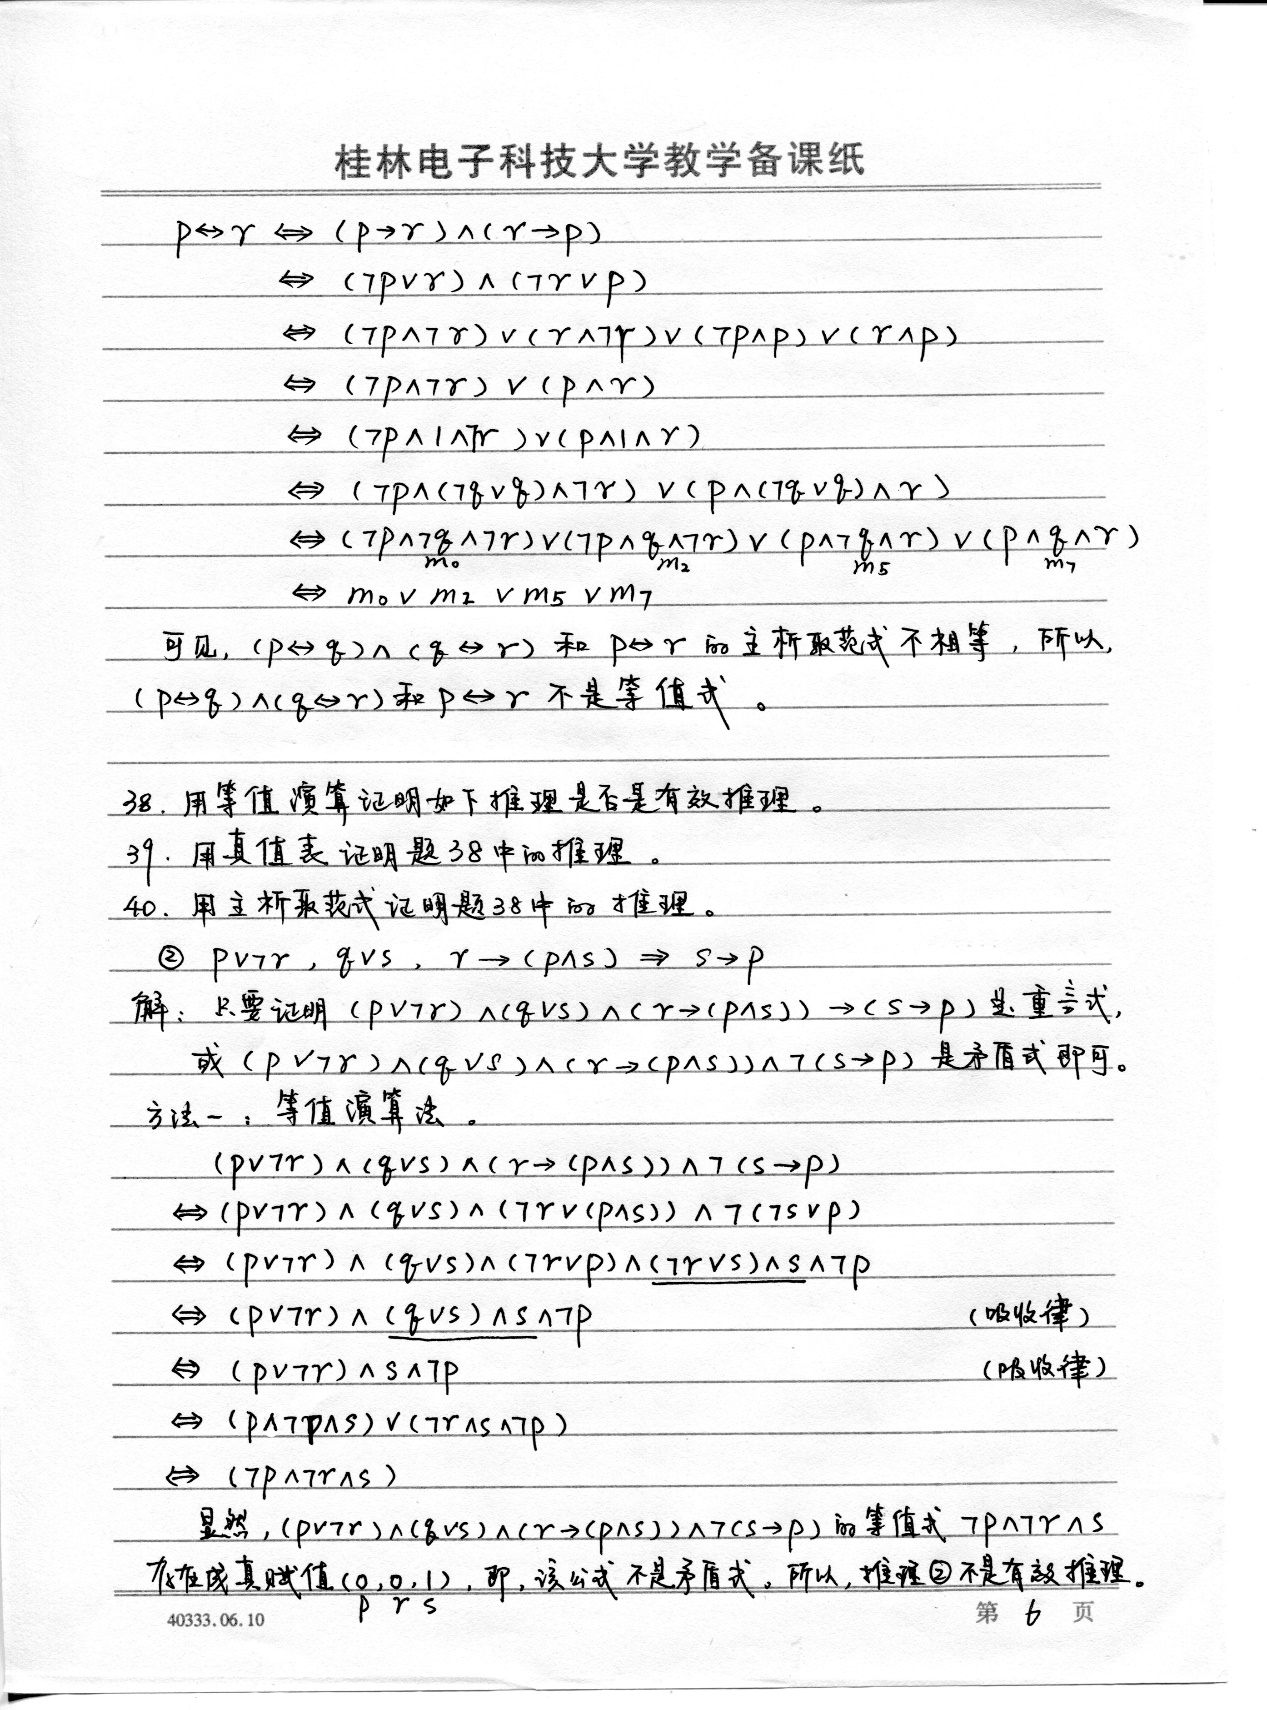 桂林电子科技大学教学备课纸
p↔r ⇔ (p→r)∧(r→p)
⇔ (¬p∨r)∧(¬r∨p)
⇔ (¬p∧¬r)∨(r∧¬r)∨(¬p∧p)∨(r∧p)
⇔ (¬p∧¬r)∨(p∧r)
⇔ (¬p∧1∧¬r)∨(p∧1∧r)
⇔ (¬p∧(¬q∨q)∧¬r)∨(p∧(¬q∨q)∧r)
⇔ (¬p∧¬q∧¬r)∨(¬p∧q∧¬r)∨(p∧¬q∧r)∨(p∧q∧r)
m₀ m₂ m₅ m₇
⇔ m₀∨m₂∨m₅∨m₇
可见，(p↔q)∧(q↔r)和p↔r的主析取范式不相等，所以，
(p↔q)∧(q↔r)和p↔r不是等值式。
38. 用等值演算证明如下推理是否是有效推理。
39. 用真值表证明题38中的推理。
40. 用主析取范式证明题38中的推理。
② p∨¬r，q∨s，r→(p∧s) ⇒ s→p
解：只要证明(p∨¬r)∧(q∨s)∧(r→(p∧s))→(s→p)是重言式，
或(p∨¬r)∧(q∨s)∧(r→(p∧s))∧¬(s→p)是矛盾式即可。
方法一：等值演算法。
(p∨¬r)∧(q∨s)∧(r→(p∧s))∧¬(s→p)
⇔ (p∨¬r)∧(q∨s)∧(¬r∨(p∧s))∧¬(¬s∨p)
⇔ (p∨¬r)∧(q∨s)∧(¬r∨p)∧(¬r∨s)∧s∧¬p
⇔ (p∨¬r)∧(q∨s)∧s∧¬p (吸收律)
⇔ (p∨¬r)∧s∧¬p (吸收律)
⇔ (p∧¬p∧s)∨(¬r∧s∧¬p)
⇔ (¬p∧¬r∧s)
显然，(p∨¬r)∧(q∨s)∧(r→(p∧s))∧¬(s→p)的等值式¬p∧¬r∧s
存在成真赋值(0,0,1)，即，该公式不是矛盾式。所以，推理②不是有效推理。
p r s
40333.06.10 第 6 页